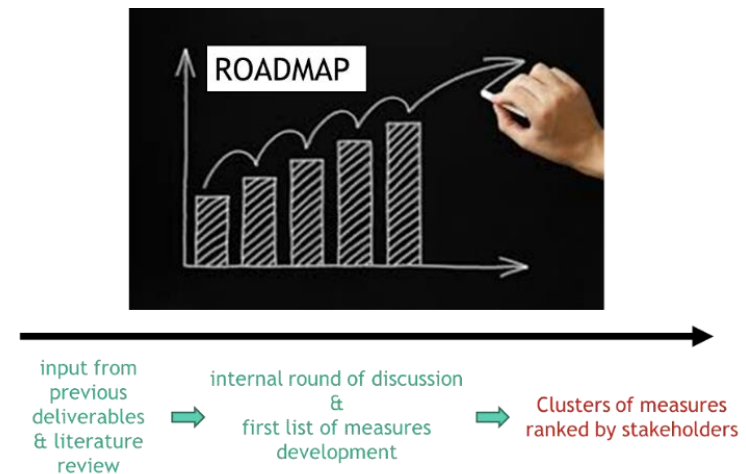 ROADMAP
input from
previous
deliverables
& literature
review
internal round of discussion
&
first list of measures
development
Clusters of measures
ranked by stakeholders